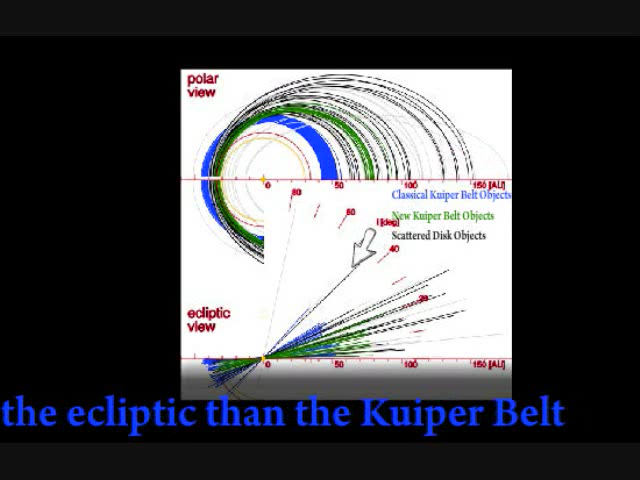 polar
view
0
50
100
150 [AU]
Classical Kuiper Belt Objects
80
60
New Kuiper Belt Objects
i [deg]
Scattered Disk Objects
40
20
ecliptic
view
0
50
100
150 [AU]
the ecliptic than the Kuiper Belt